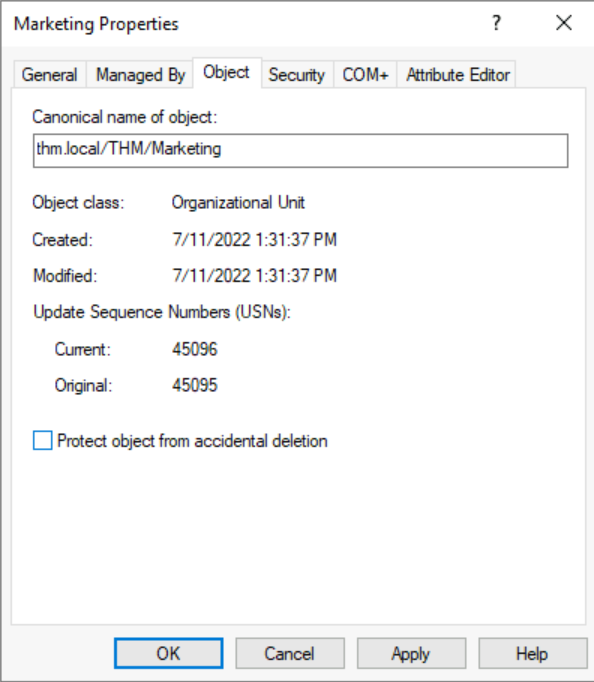 Marketing Properties ? ×
General Managed By Object Security COM+ Attribute Editor
Canonical name of object:
thm.local/THM/Marketing
Object class: Organizational Unit
Created: 7/11/2022 1:31:37 PM
Modified: 7/11/2022 1:31:37 PM
Update Sequence Numbers (USNs):
Current: 45096
Original: 45095
Protect object from accidental deletion
OK Cancel Apply Help